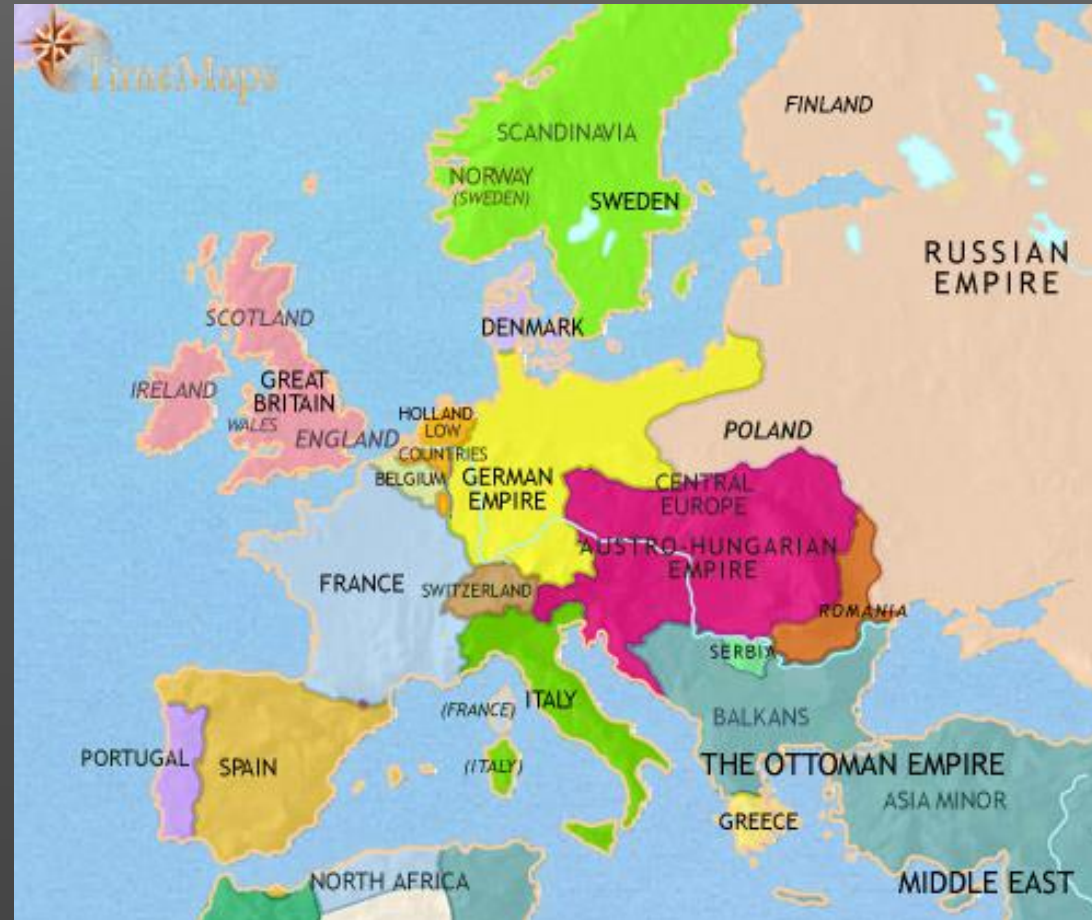 TimeMaps
FINLAND
SCANDINAVIA
NORWAY
(SWEDEN)
SWEDEN
RUSSIAN
EMPIRE
SCOTLAND
DENMARK
IRELAND
GREAT
BRITAIN
WALES
ENGLAND
HOLLAND
LOW
COUNTRIES
BELGIUM
GERMAN
EMPIRE
POLAND
CENTRAL
EUROPE
AUSTRO-HUNGARIAN
EMPIRE
FRANCE
SWITZERLAND
ROMANIA
SERBIA
(FRANCE)
ITALY
BALKANS
PORTUGAL
SPAIN
(ITALY)
THE OTTOMAN EMPIRE
ASIA MINOR
GREECE
NORTH AFRICA
MIDDLE EAST